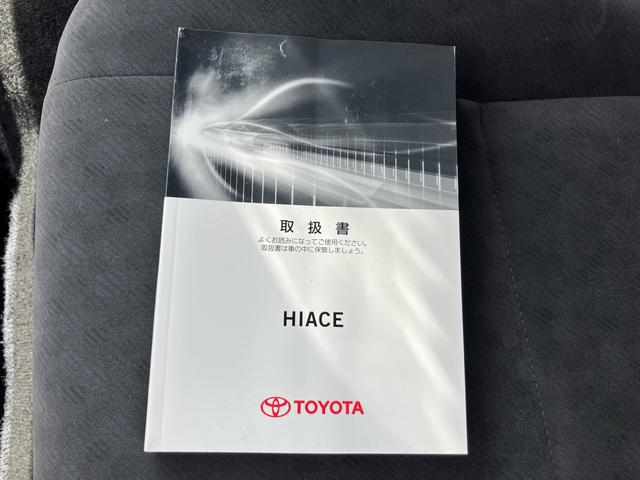 取扱書
よくお読みになってご使用ください。
取扱書は車の中に保管しましょう。
HIACE
TOYOTA